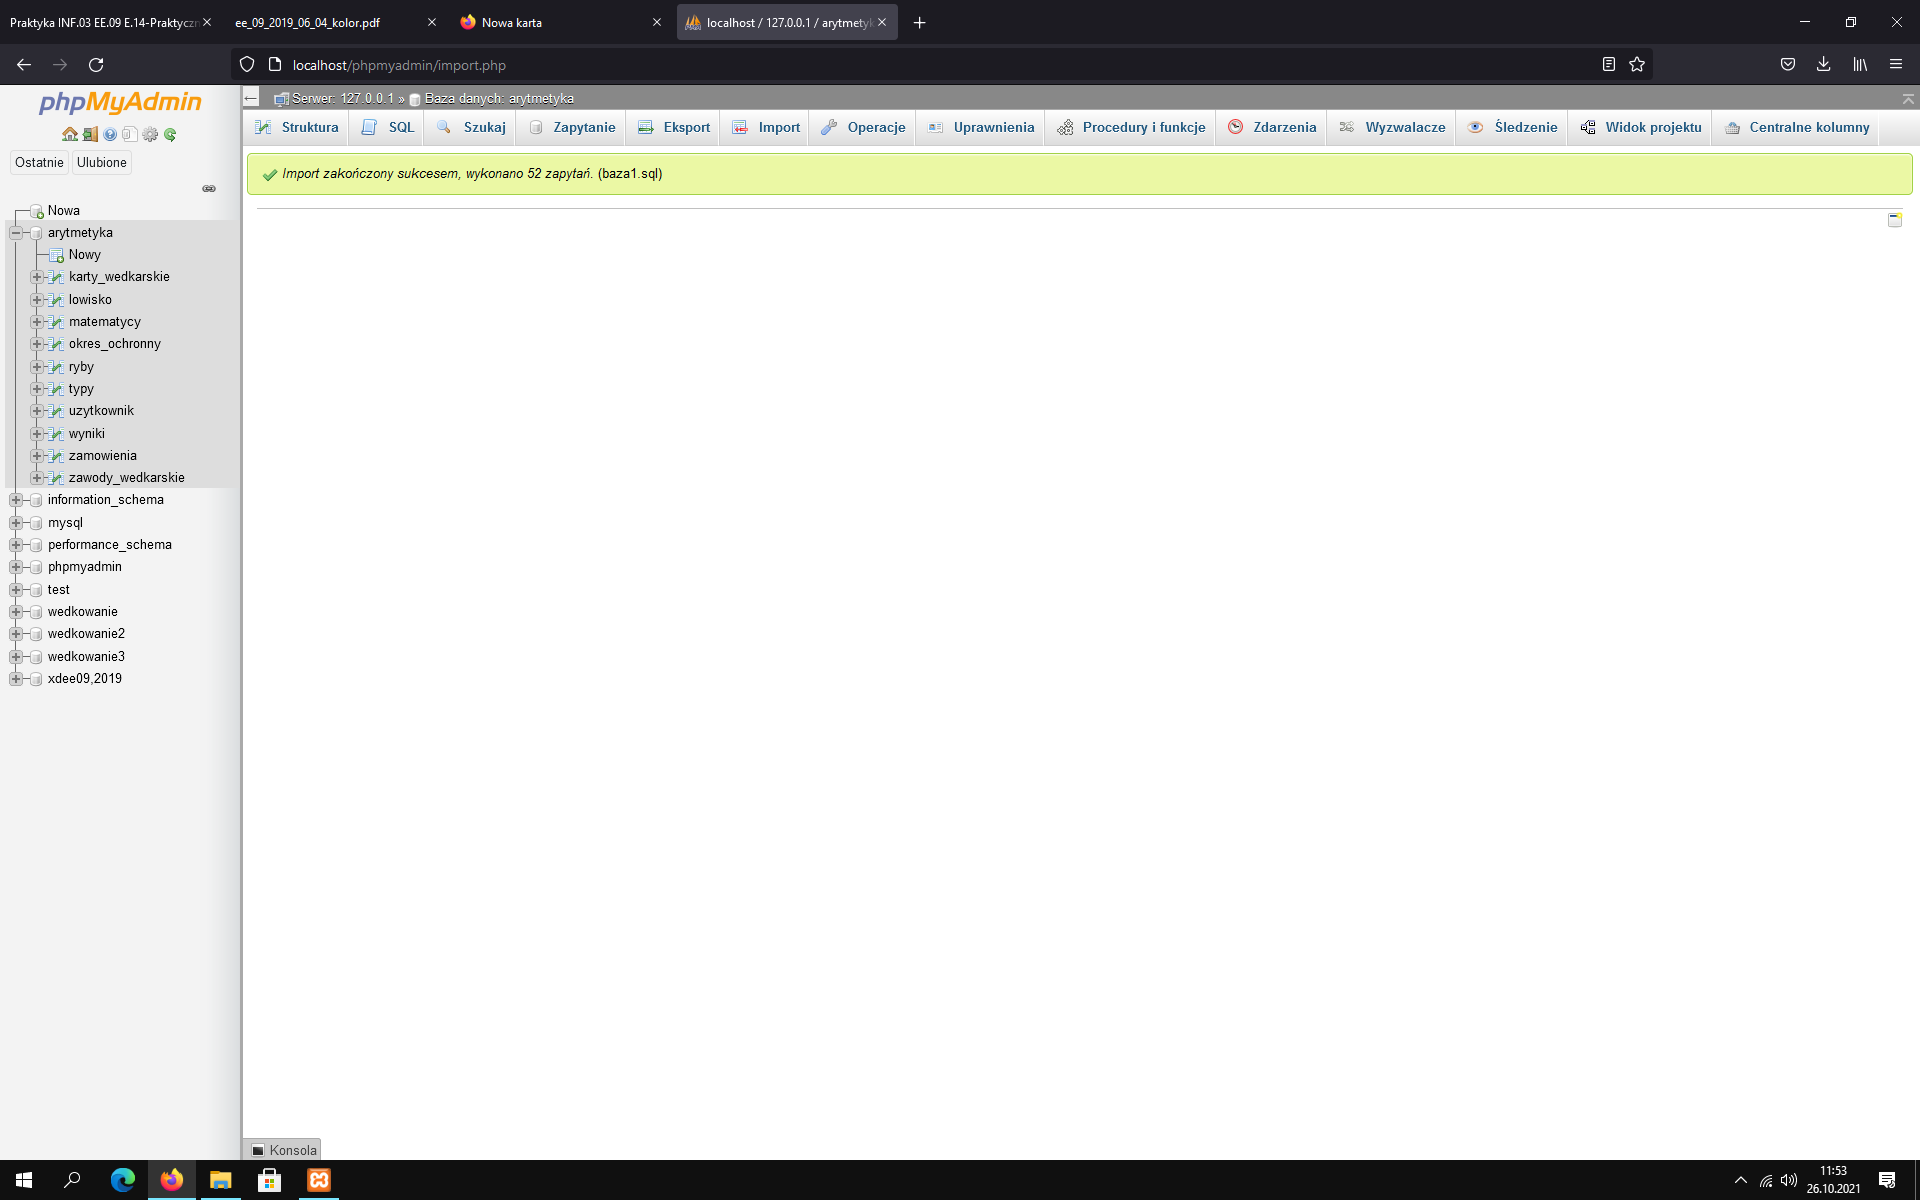 Praktyka INF.03 EE.09 E.14-Praktyczn
ee_09_2019_06_04_kolor.pdf
Nowa karta
localhost / 127.0.0.1 / arytmetyk
localhost/phpmyadmin/import.php
phpMyAdmin
Ostatnie
Ulubione
Nowa
arytmetyka
Nowy
karty_wedkarskie
lowisko
matematycy
okres_ochronny
ryby
typy
uzytkownik
wyniki
zamowienia
zawody_wedkarskie
information_schema
mysql
performance_schema
phpmyadmin
test
wedkowanie
wedkowanie2
wedkowanie3
xdee09,2019
Serwer: 127.0.0.1 » Baza danych: arytmetyka
Struktura
SQL
Szukaj
Zapytanie
Eksport
Import
Operacje
Uprawnienia
Procedury i funkcje
Zdarzenia
Wyzwalacze
Śledzenie
Widok projektu
Centralne kolumny
Import zakończony sukcesem, wykonano 52 zapytań. (baza1.sql)
Konsola
11:53
26.10.2021